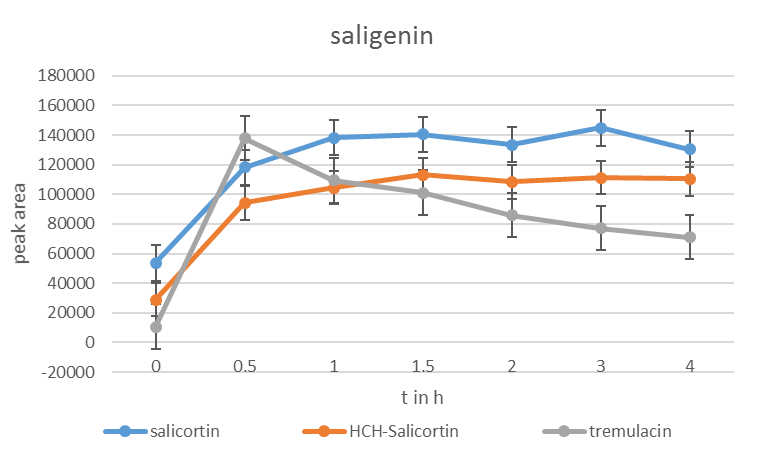 saligenin
180000
160000
140000
120000
100000
80000
60000
40000
20000
0
-20000
peak area
0 0.5 1 1.5 2 3 4
t in h
salicortin HCH-Salicortin tremulacin